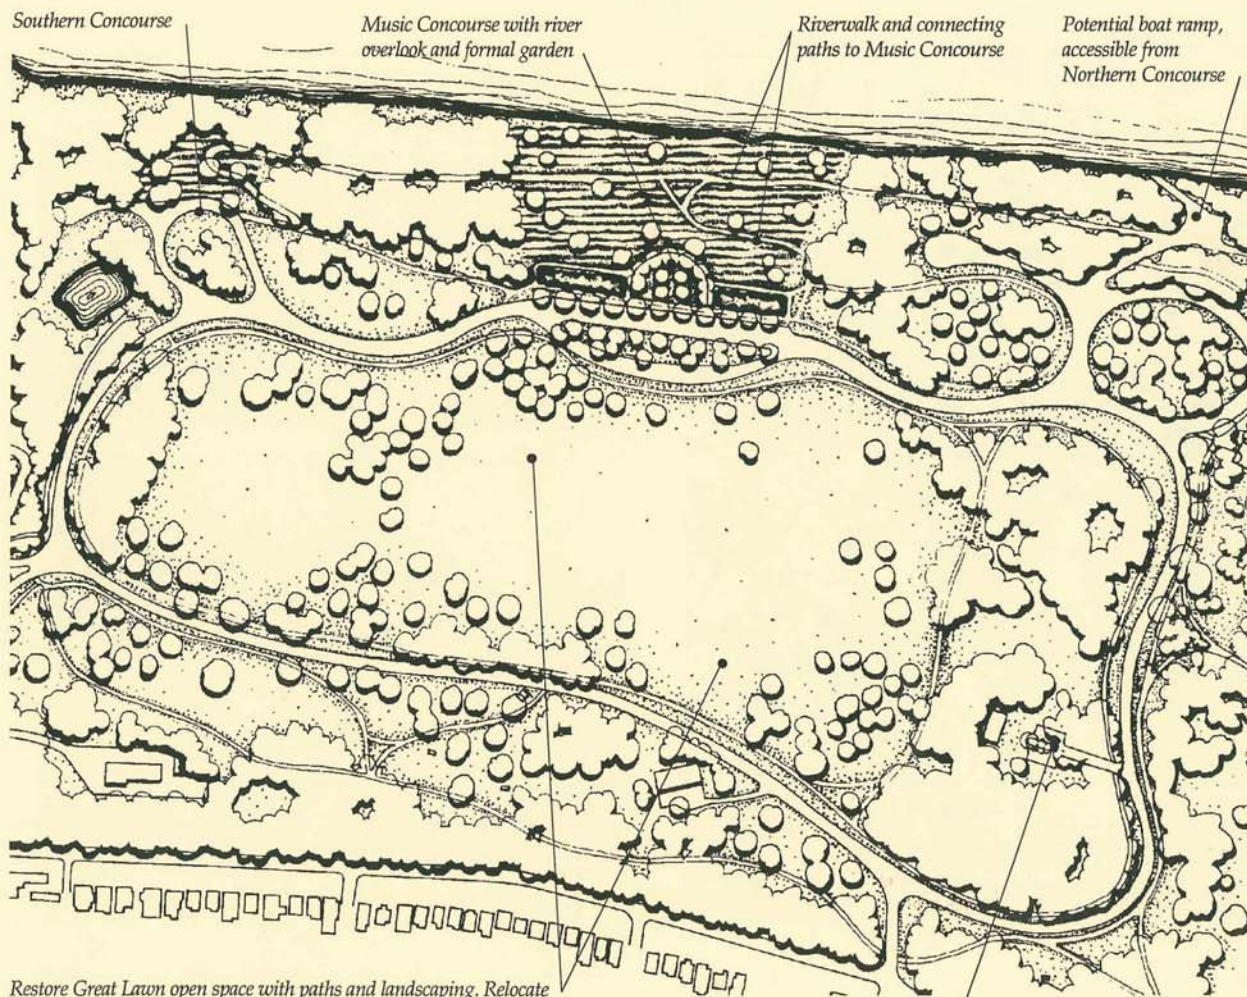 Southern Concourse
Music Concourse with river
overlook and formal garden
Riverwalk and connecting
paths to Music Concourse
Potential boat ramp,
accessible from
Northern Concourse
Restore Great Lawn open space with paths and landscaping. Relocate